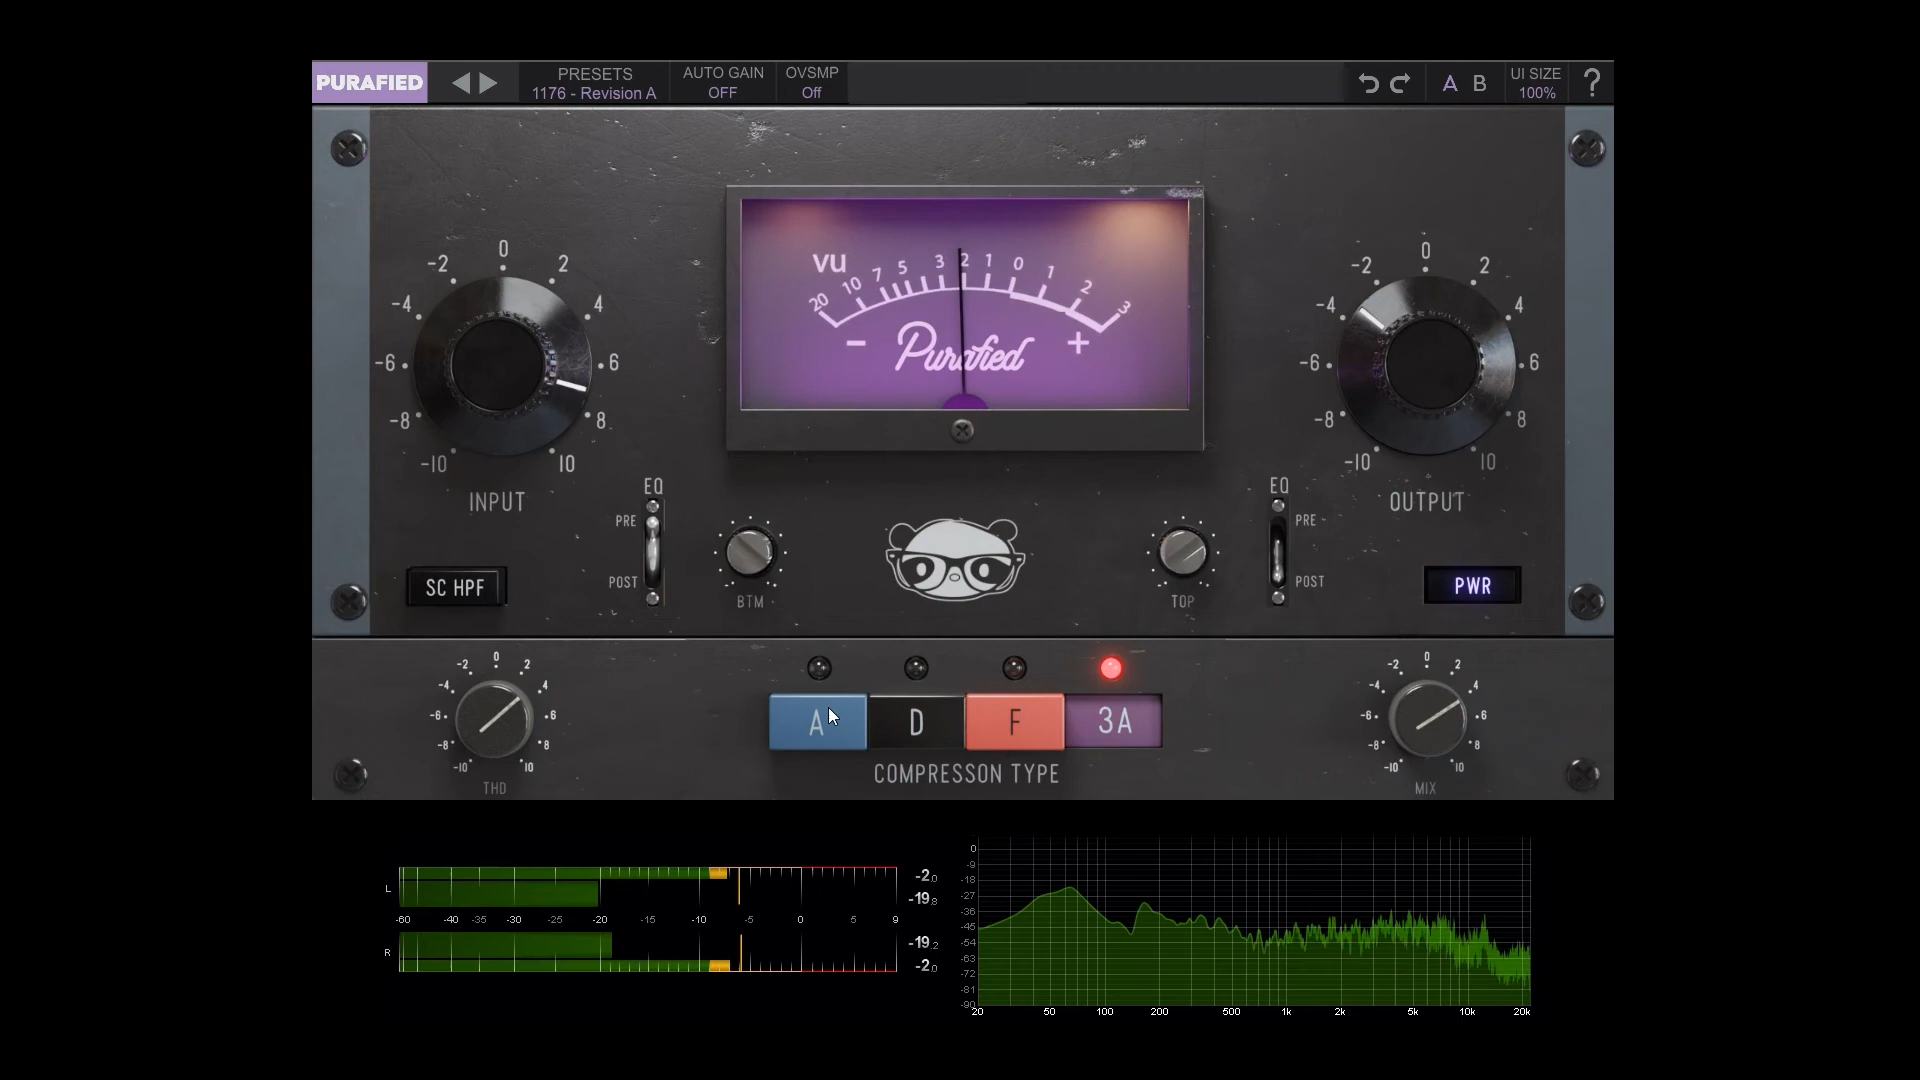 PURAFIED
PRESETS
1176 - Revision A
AUTO GAIN
OFF
OVSMP
Off
A B
UI SIZE
100%
?
vu
20 10 7 5 3 2 1 0 1 2 3
- +
Purafied
0
-2 2
-4 4
-6 6
-8 8
-10 10
INPUT
0
-2 2
-4 4
-6 6
-8 8
-10 10
OUTPUT
EQ
PRE
POST
BTM
TOP
EQ
PRE
POST
SC HPF
PWR
0
-2 2
-4 4
-6 6
-8 8
-10 10
THD
A D F 3A
COMPRESSON TYPE
0
-2 2
-4 4
-6 6
-8 8
-10 10
MIX
L
-2.0
-19.8
-60 -40 -35 -30 -25 -20 -15 -10 -5 0 5 9
R
-19.2
-2.0
0
-9
-18
-27
-36
-45
-54
-63
-72
-81
-90
20 50 100 200 500 1k 2k 5k 10k 20k